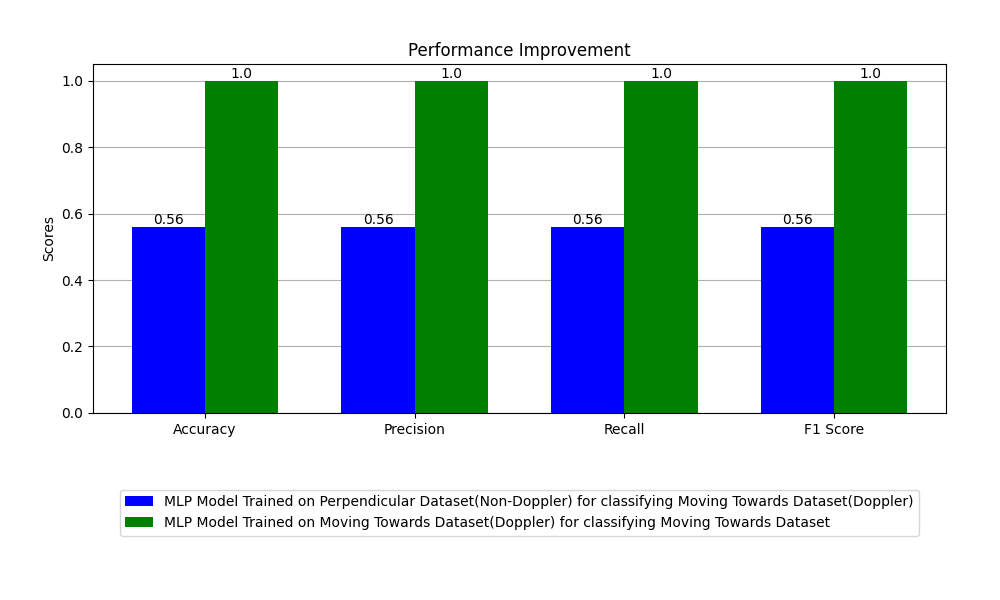 Performance Improvement
1.0 1.0 1.0 1.0
1.0
0.8
0.6
0.56 0.56 0.56 0.56
Scores
0.4
0.2
0.0
Accuracy Precision Recall F1 Score
MLP Model Trained on Perpendicular Dataset(Non-Doppler) for classifying Moving Towards Dataset(Doppler)
MLP Model Trained on Moving Towards Dataset(Doppler) for classifying Moving Towards Dataset